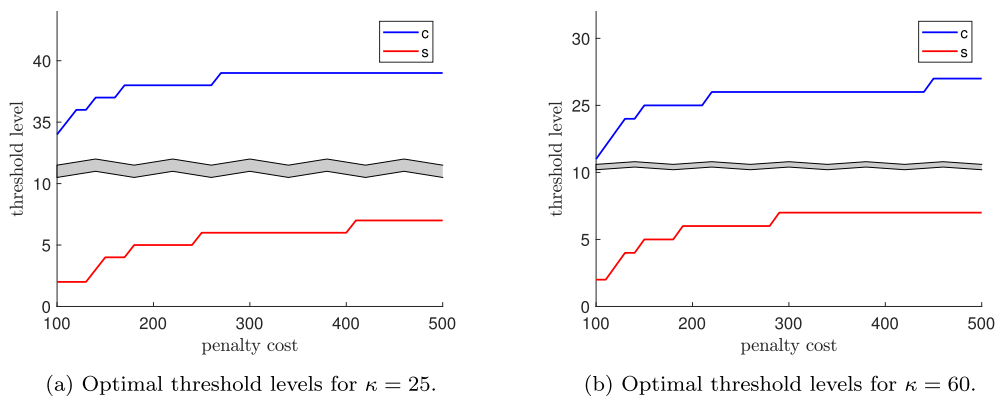 c
s
40
35
10
5
0
threshold level
100
200
300
400
500
penalty cost
(a) Optimal threshold levels for κ = 25.
c
s
30
25
10
5
0
threshold level
100
200
300
400
500
penalty cost
(b) Optimal threshold levels for κ = 60.